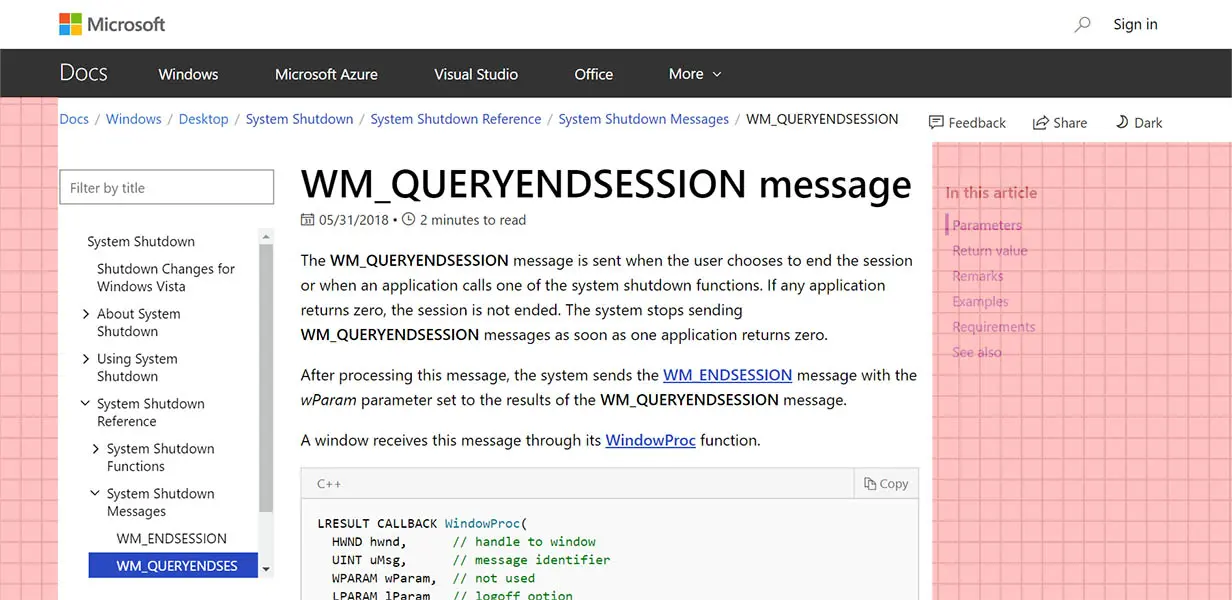 Microsoft
Sign in
Docs Windows Microsoft Azure Visual Studio Office More
Docs / Windows / Desktop / System Shutdown / System Shutdown Reference / System Shutdown Messages / WM_QUERYENDSESSION
Feedback Share Dark
Filter by title
System Shutdown
Shutdown Changes for
Windows Vista
About System
Shutdown
Using System
Shutdown
System Shutdown
Reference
System Shutdown
Functions
System Shutdown
Messages
WM_ENDSESSION
WM_QUERYENDSES
WM_QUERYENDSESSION message
05/31/2018 • 2 minutes to read
The WM_QUERYENDSESSION message is sent when the user chooses to end the session
or when an application calls one of the system shutdown functions. If any application
returns zero, the session is not ended. The system stops sending
WM_QUERYENDSESSION messages as soon as one application returns zero.
After processing this message, the system sends the WM_ENDSESSION message with the
wParam parameter set to the results of the WM_QUERYENDSESSION message.
A window receives this message through its WindowProc function.
C++ Copy
LRESULT CALLBACK WindowProc(
HWND hwnd, // handle to window
UINT uMsg, // message identifier
WPARAM wParam, // not used
LPARAM lParam // logoff option
In this article
Parameters
Return value
Remarks
Examples
Requirements
See also